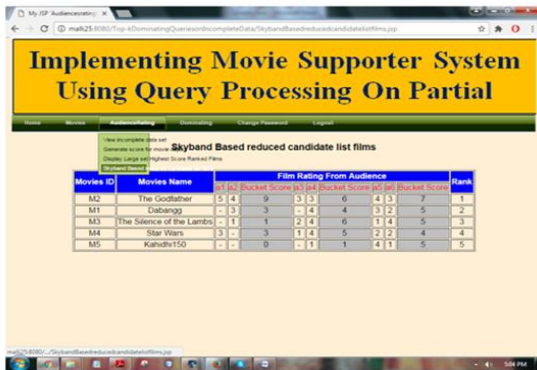 My JSP 'Audiencesrating
malli25:8080/Top-kDominatingQueriesonIncompleteData/SkybandBasedreducedcandidatelistfilms.jsp
Implementing Movie Supporter System
Using Query Processing On Partial
Home Movies AudienceRating Dominating Change Password Logout
View incomplete data set
Generate score for movie
Display Large set Highest Score Ranked Films
Skyband Based
Skyband Based reduced candidate list films
Movies ID Movies Name Film Rating From Audience Rank
a1 a2 Bucket Score a3 a4 Bucket Score a5 a6 Bucket Score
M2 The Godfather 5 4 9 3 3 6 4 3 7 1
M1 Dabangg - 3 3 - 4 4 3 2 5 2
M3 The Silence of the Lambs - 1 1 2 4 6 1 4 5 3
M4 Star Wars 3 - 3 1 4 5 2 2 4 4
M5 Kahidhi150 - - 0 - 1 1 4 1 5 5
malli25:8080/.../SkybandBasedreducedcandidatelistfilms.jsp
5:04 PM